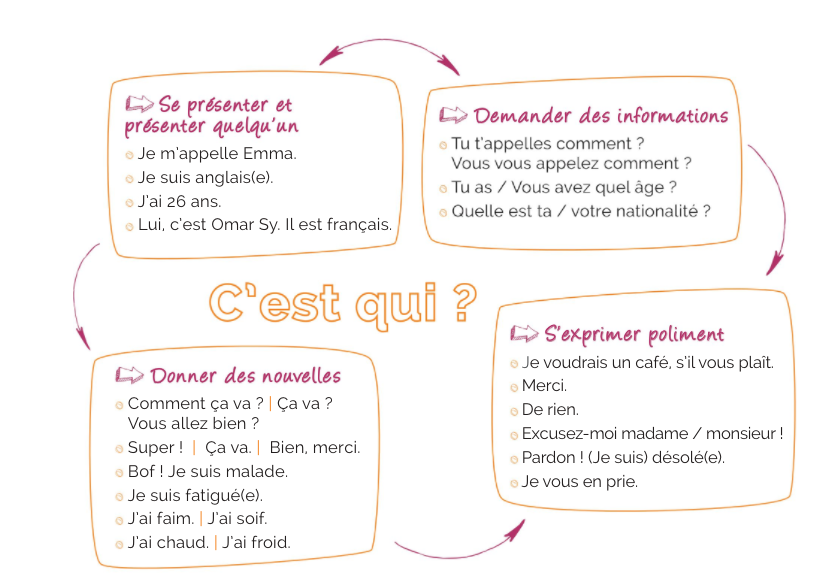 Se présenter et
présenter quelqu'un
Je m'appelle Emma.
Je suis anglais(e).
J'ai 26 ans.
Lui, c'est Omar Sy. Il est français.
Demander des informations
Tu t'appelles comment ?
Vous vous appelez comment ?
Tu as / Vous avez quel âge ?
Quelle est ta / votre nationalité ?
C'est qui ?
Donner des nouvelles
Comment ça va ? | Ça va ?
Vous allez bien ?
Super ! | Ça va. | Bien, merci.
Bof ! Je suis malade.
Je suis fatigué(e).
J'ai faim. | J'ai soif.
J'ai chaud. | J'ai froid.
S'exprimer poliment
Je voudrais un café, s'il vous plaît.
Merci.
De rien.
Excusez-moi madame / monsieur !
Pardon ! (Je suis) désolé(e).
Je vous en prie.